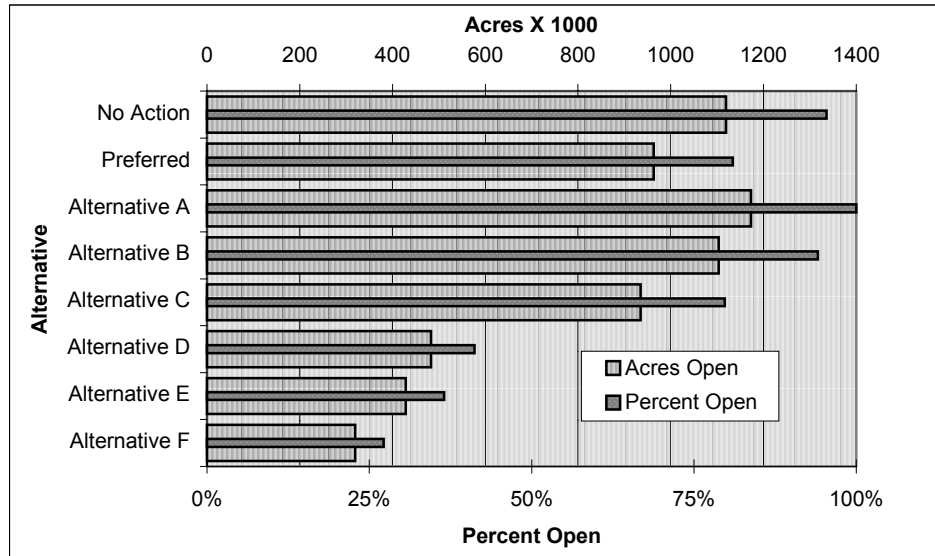 Acres X 1000
0 200 400 600 800 1000 1200 1400
No Action
Preferred
Alternative A
Alternative B
Alternative C
Alternative D
Alternative E
Alternative F
Alternative
Acres Open
Percent Open
0% 25% 50% 75% 100%
Percent Open